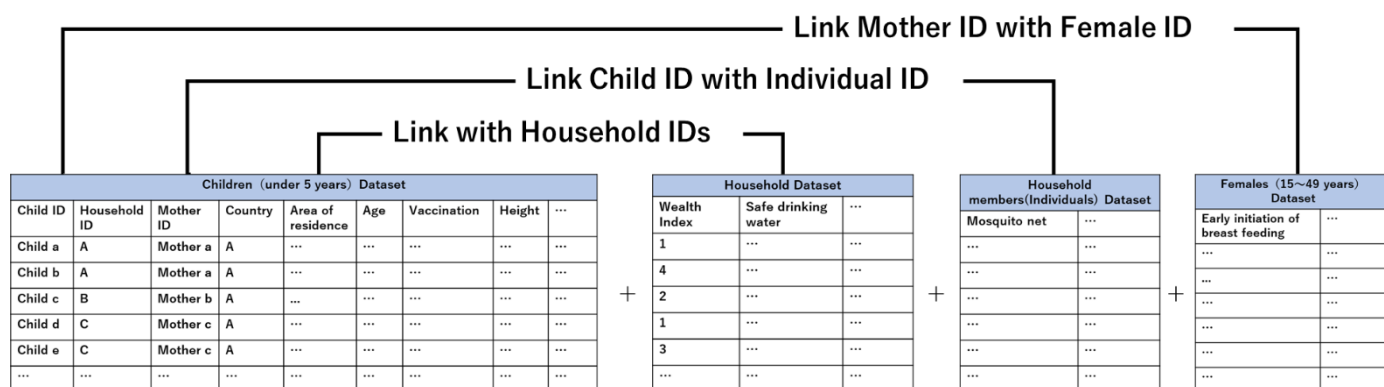 Link Mother ID with Female ID
Link Child ID with Individual ID
Link with Household IDs
Children (under 5 years) Dataset
Child ID Household ID Mother ID Country Area of residence Age Vaccination Height …
Child a A Mother a A … … … … …
Child b A Mother a A … … … … …
Child c B Mother b A ... … … … …
Child d C Mother c A … … … … …
Child e C Mother c A … … … … …
… … … … … … … … …
+
Household Dataset
Wealth Index Safe drinking water …
1 … …
4 … …
2 … …
1 … …
3 … …
… … …
+
Household members(Individuals) Dataset
Mosquito net …
… …
… …
… …
… …
… …
… …
+
Females (15～49 years) Dataset
Early initiation of breast feeding …
… …
... …
… …
… …
… …
… …